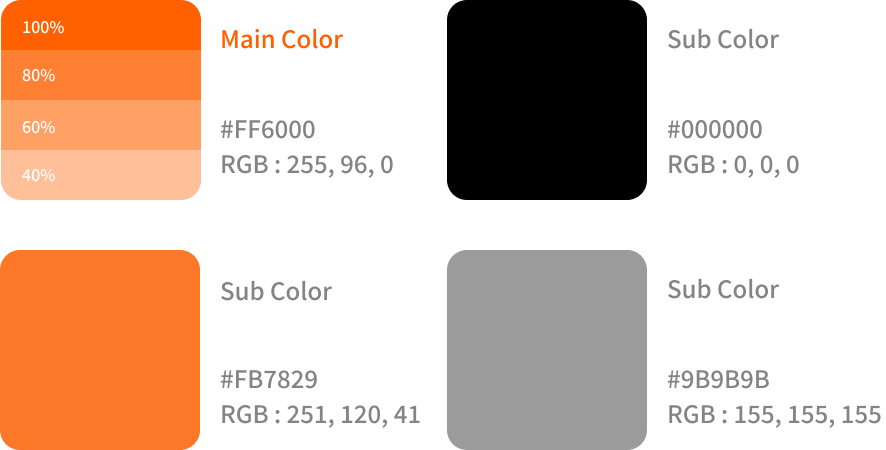 100%
80%
60%
40%
Main Color
#FF6000
RGB : 255, 96, 0
Sub Color
#000000
RGB : 0, 0, 0
Sub Color
#FB7829
RGB : 251, 120, 41
Sub Color
#9B9B9B
RGB : 155, 155, 155